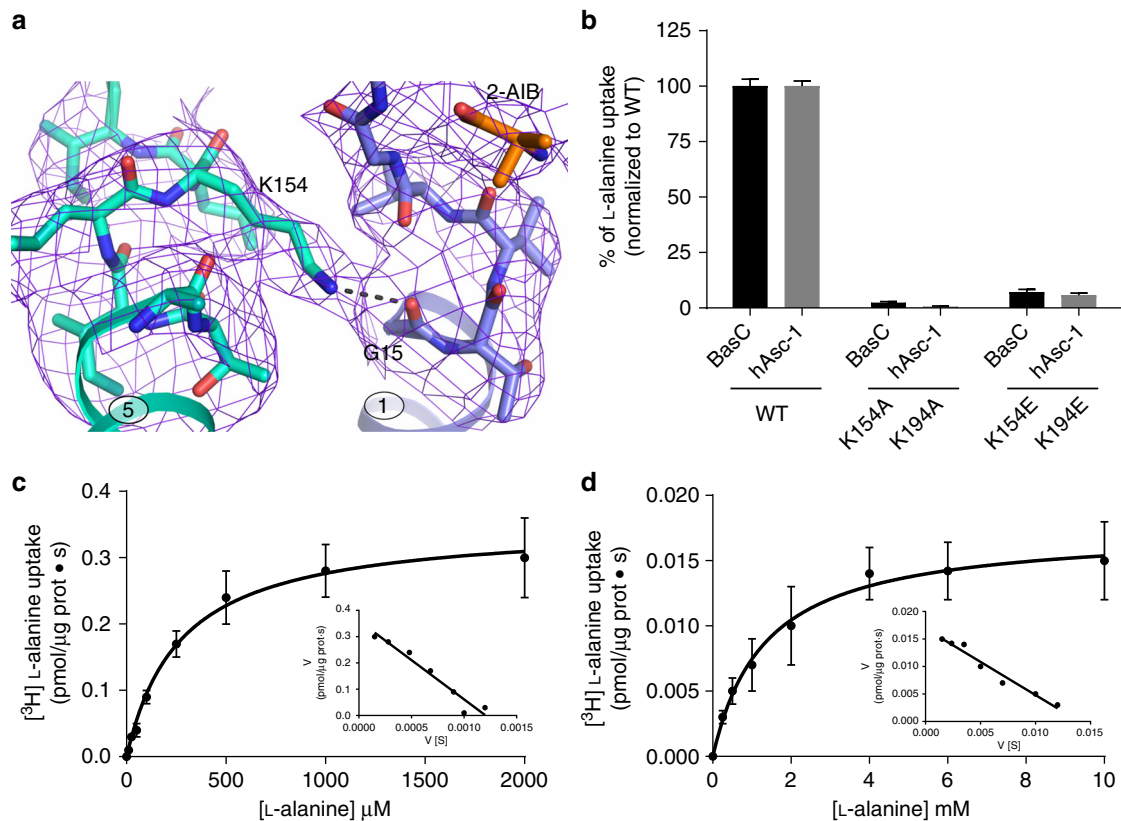 a
2-AIB
K154
G15
5
1
b
% of L-alanine uptake
(normalized to WT)
125
100
75
50
25
0
BasC
hAsc-1
BasC
hAsc-1
BasC
hAsc-1
WT
K154A
K194A
K154E
K194E
c
[³H] L-alanine uptake
(pmol/μg prot • s)
0.4
0.3
0.2
0.1
0.0
0
500
1000
1500
2000
[L-alanine] μM
V
(pmol/μg prot·s)
0.4
0.3
0.2
0.1
0.0
0.0000
0.0005
0.0010
0.0015
V [S]
d
[³H] L-alanine uptake
(pmol/μg prot • s)
0.020
0.015
0.010
0.005
0.000
0
2
4
6
8
10
[L-alanine] mM
V
(pmol/μg prot·s)
0.020
0.015
0.010
0.005
0.000
0.000
0.005
0.010
0.015
V [S]